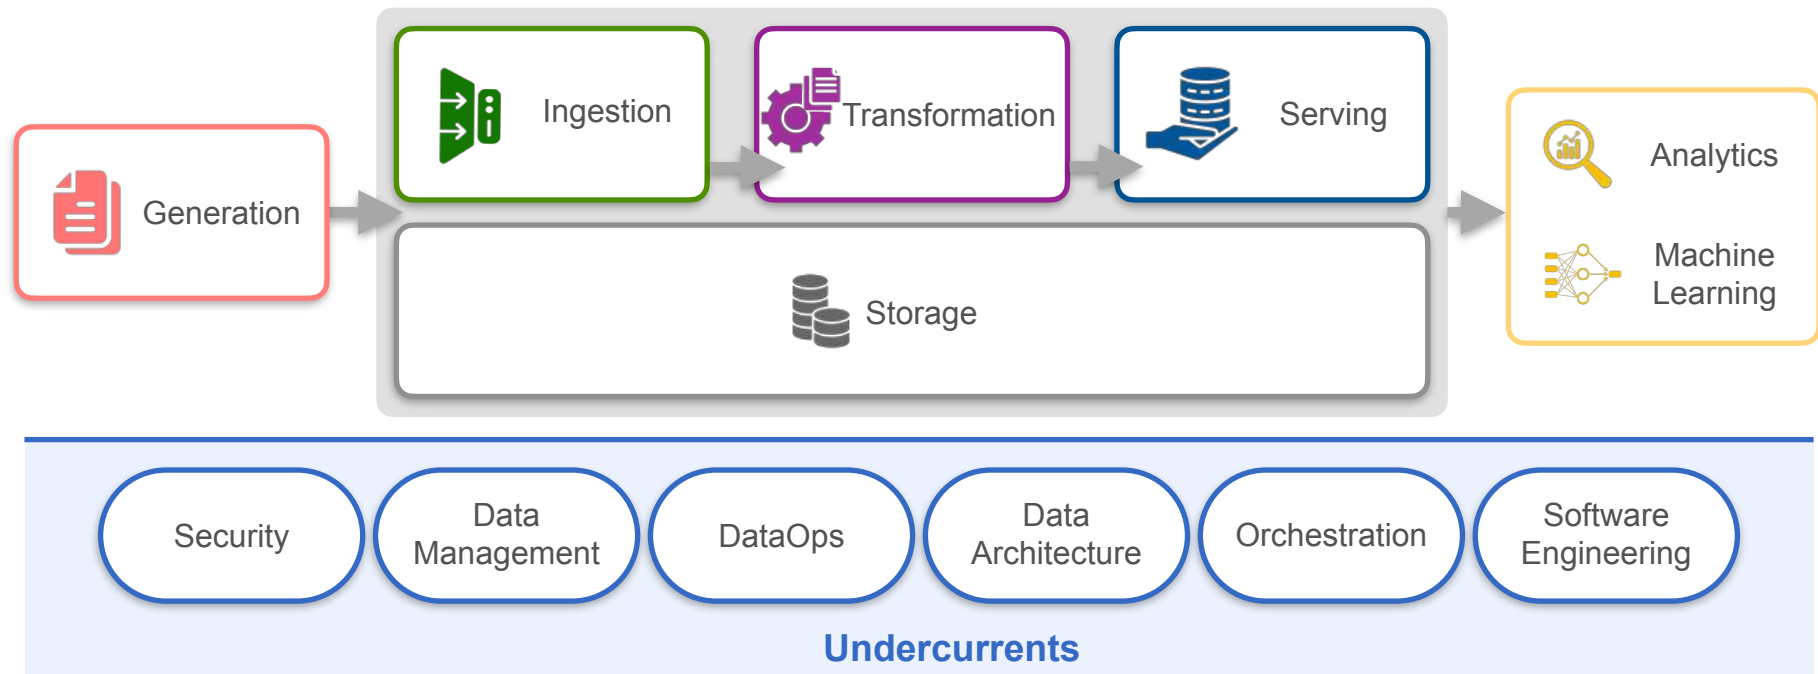 Generation
Ingestion
Transformation
Serving
Storage
Analytics
Machine
Learning
Security
Data
Management
DataOps
Data
Architecture
Orchestration
Software
Engineering
Undercurrents